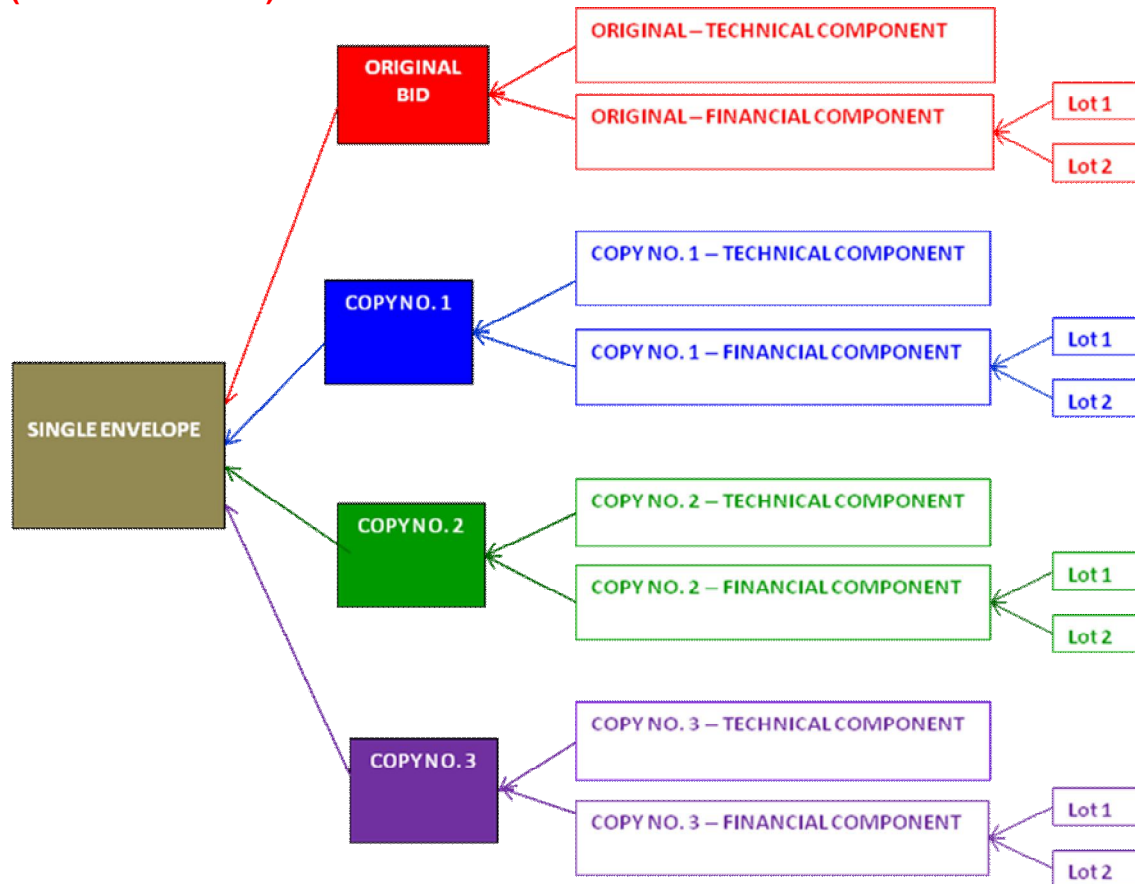 ORIGINAL – TECHNICAL COMPONENT
ORIGINAL
BID
ORIGINAL – FINANCIAL COMPONENT
Lot 1
Lot 2
COPY NO. 1 – TECHNICAL COMPONENT
COPY NO. 1
COPY NO. 1 – FINANCIAL COMPONENT
Lot 1
Lot 2
SINGLE ENVELOPE
COPY NO. 2 – TECHNICAL COMPONENT
COPY NO. 2
COPY NO. 2 – FINANCIAL COMPONENT
Lot 1
Lot 2
COPY NO. 3 – TECHNICAL COMPONENT
COPY NO. 3
COPY NO. 3 – FINANCIAL COMPONENT
Lot 1
Lot 2